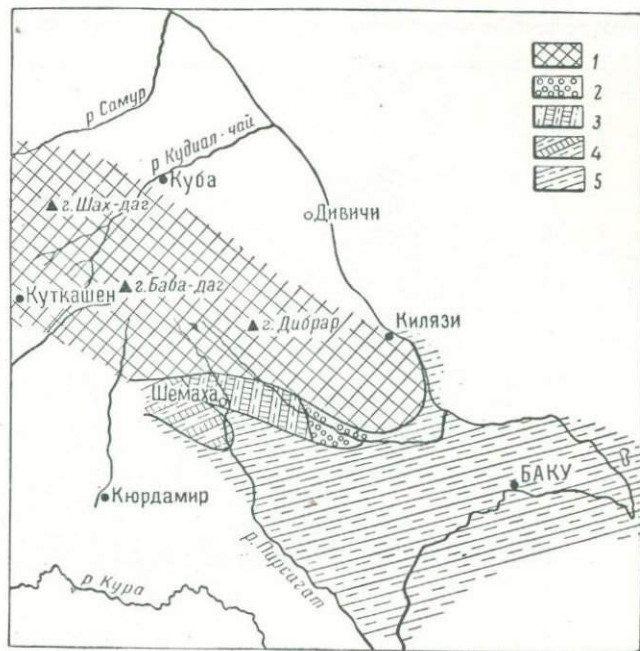 р. Самур
1
2
3
4
5
р Кудиал-чай
Куба
г. Шах-даг
Дивичи
Куткашен
г. Баба-даг
г. Дибрар
Килязи
Шемаха
БАКУ
Кюрдамир
р. Пирсагат
р Кура